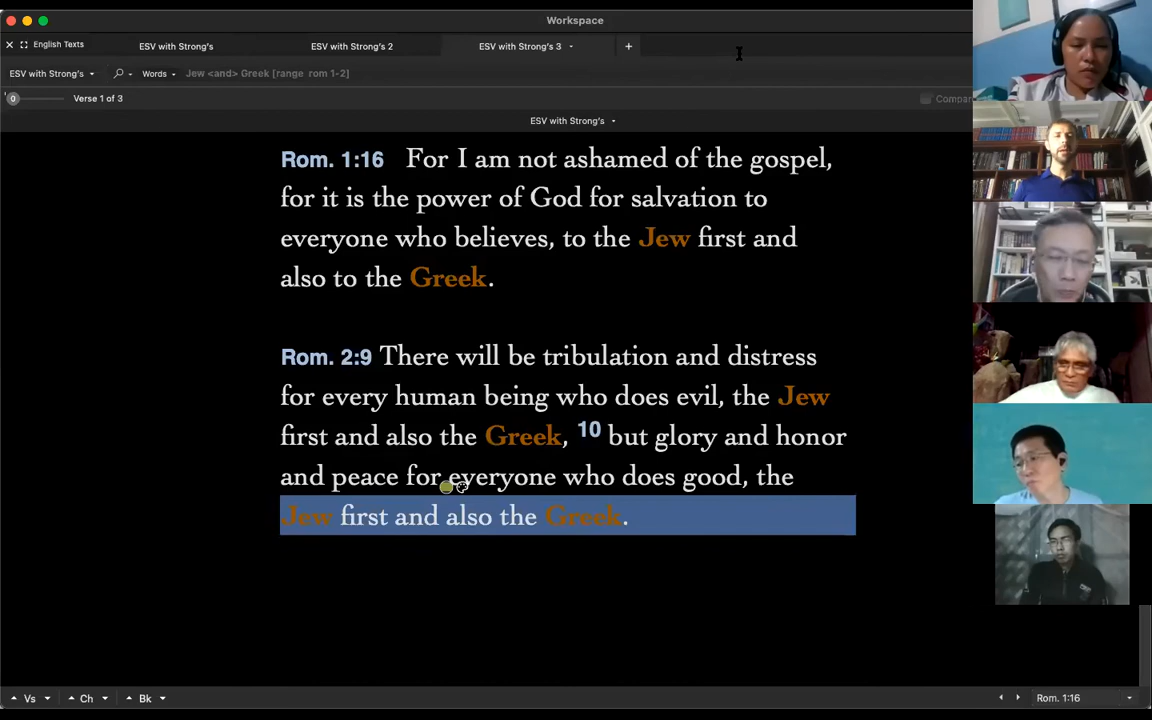 Workspace
English Texts
ESV with Strong's
ESV with Strong's 2
ESV with Strong's 3
ESV with Strong's
Words
Jew <and> Greek [range rom 1-2]
0
Verse 1 of 3
ESV with Strong's
Rom. 1:16 For I am not ashamed of the gospel,
for it is the power of God for salvation to
everyone who believes, to the Jew first and
also to the Greek.
Rom. 2:9 There will be tribulation and distress
for every human being who does evil, the Jew
first and also the Greek, 10 but glory and honor
and peace for everyone who does good, the
Jew first and also the Greek.
Vs
Ch
Bk
Rom. 1:16